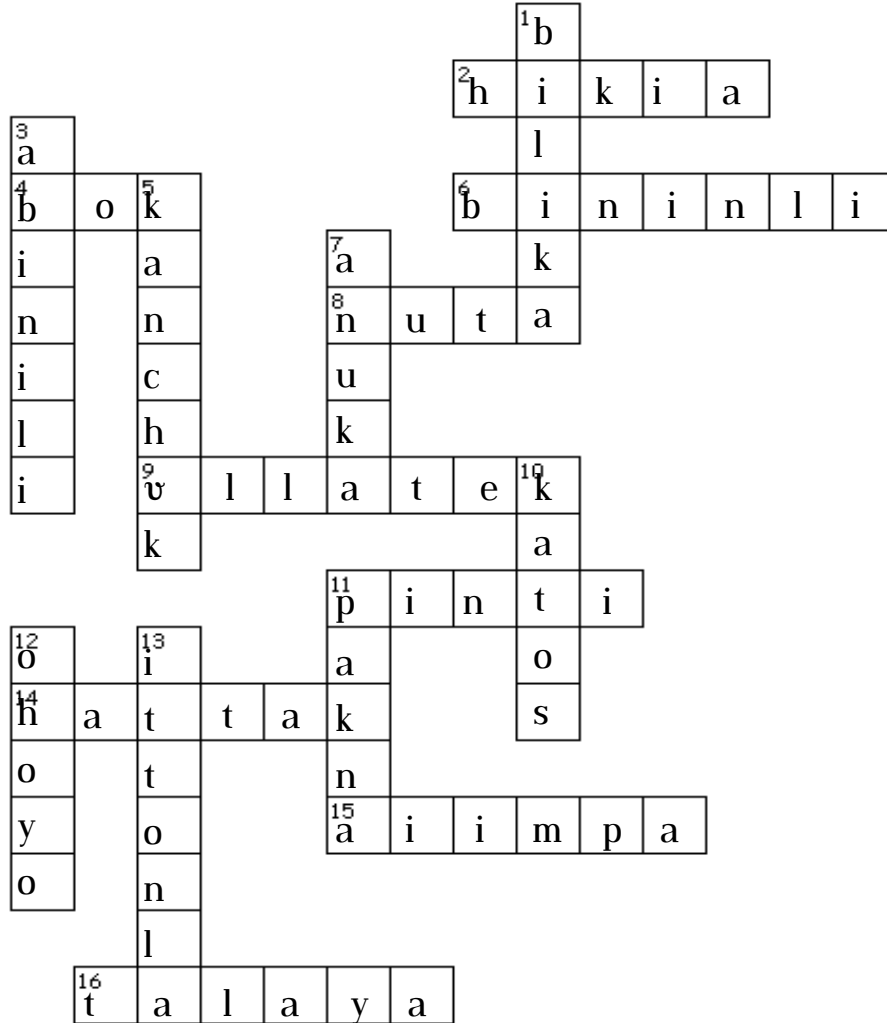 1 b
2 h i k i a
3 a l
4 b o 5 k 6 b i n i n l i
i a 7 a k
n n 8 n u t a
i c u
l h k
i 9 ʋ l l a t e 10 k
k a
11 p i n t i
12 o 13 i a o
14 h a t t a k s
o t n
y o 15 a i i m p a
o n
l
16 t a l a y a